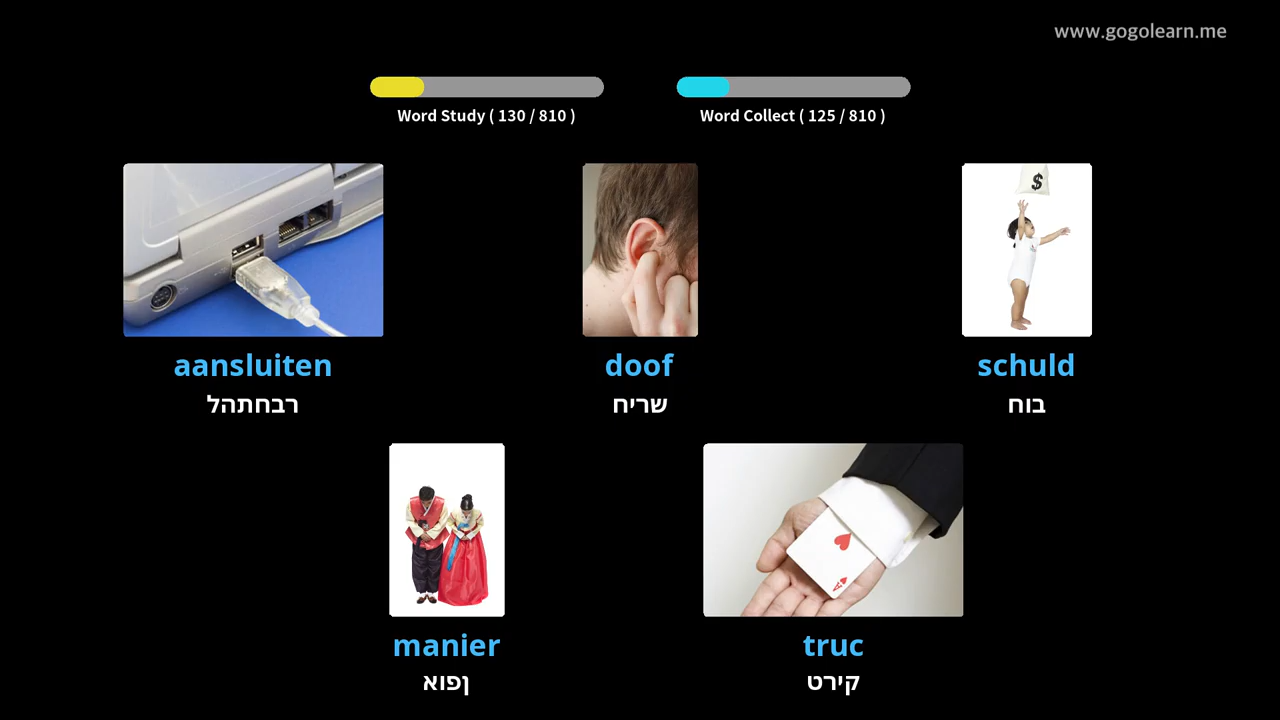 www.gogolearn.me
Word Study ( 130 / 810 )
Word Collect ( 125 / 810 )
$
aansluiten
רבחתהל
doof
שריח
schuld
בוח
manier
ןפוא
A
truc
קירט